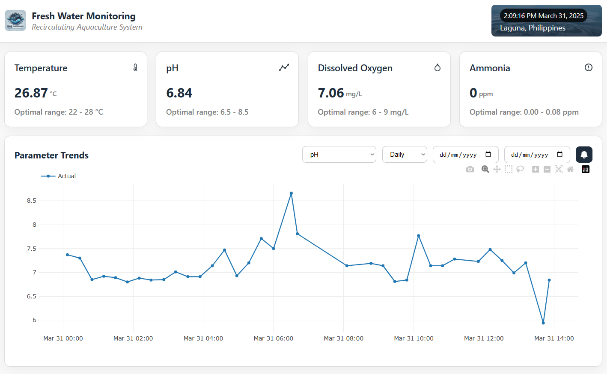 Fresh Water Monitoring
Recirculating Aquaculture System
2:09:16 PM March 31, 2025
Laguna, Philippines
Temperature
26.87 °C
Optimal range: 22 - 28 °C
pH
6.84
Optimal range: 6.5 - 8.5
Dissolved Oxygen
7.06 mg/L
Optimal range: 6 - 9 mg/L
Ammonia
0 ppm
Optimal range: 0.00 - 0.08 ppm
Parameter Trends
pH
Daily
dd/mm/yyyy
dd/mm/yyyy
Actual
8.5
8
7.5
7
6.5
6
Mar 31 00:00
Mar 31 02:00
Mar 31 04:00
Mar 31 06:00
Mar 31 08:00
Mar 31 10:00
Mar 31 12:00
Mar 31 14:00